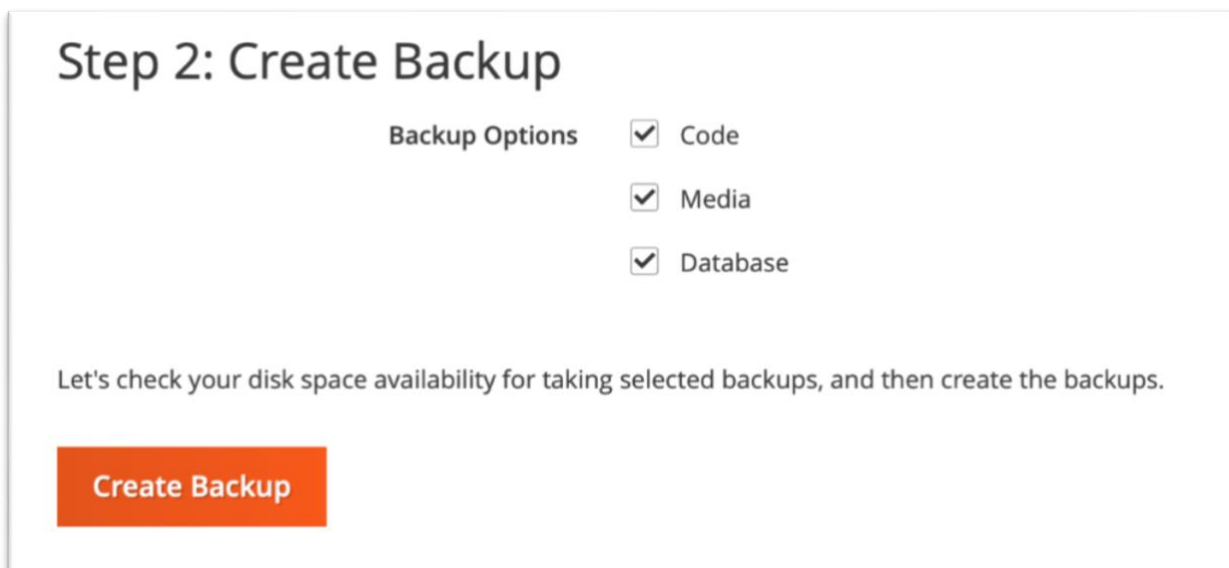 Step 2: Create Backup
Backup Options
Code
Media
Database
Let's check your disk space availability for taking selected backups, and then create the backups.
Create Backup